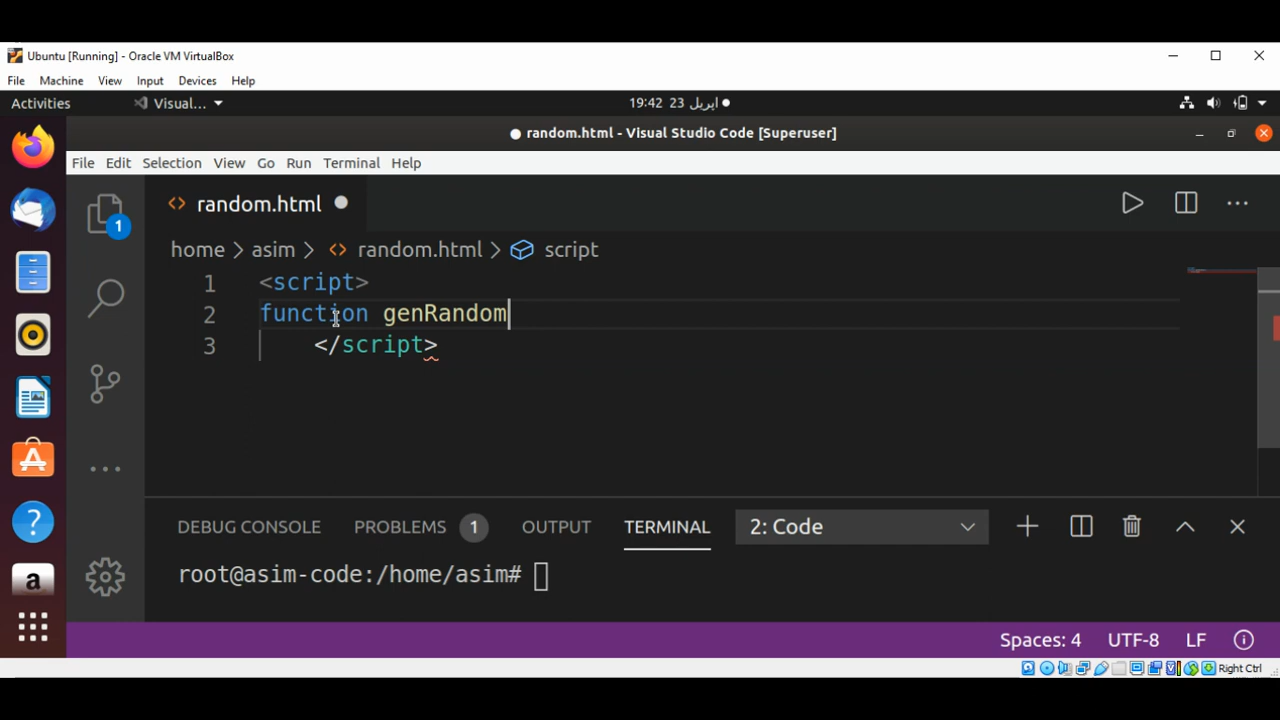 Ubuntu [Running] - Oracle VM VirtualBox
File Machine View Input Devices Help
Activities Visual... 19:42 23 اپریل
● random.html - Visual Studio Code [Superuser]
File Edit Selection View Go Run Terminal Help
<> random.html ●
1
home > asim > <> random.html > script
1 <script>
2 function genRandom
3 </script>
DEBUG CONSOLE PROBLEMS 1 OUTPUT TERMINAL 2: Code
root@asim-code:/home/asim#
a
Spaces: 4 UTF-8 LF
Right Ctrl